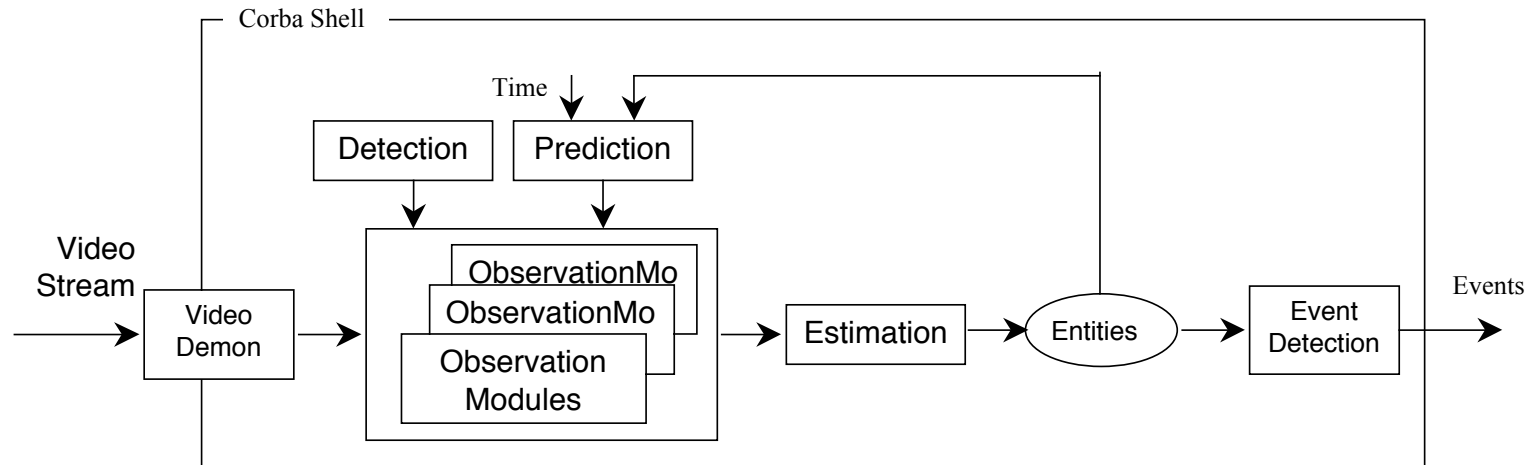 Corba Shell
Time
Detection
Prediction
Video
Stream
Video
Demon
ObservationMo
ObservationMo
Observation
Modules
Estimation
Entities
Event
Detection
Events